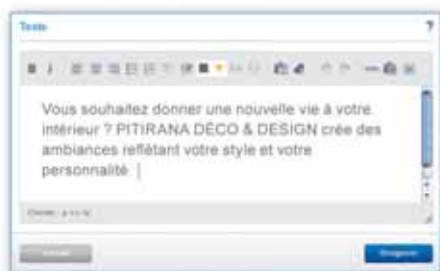 Texte
?
Vous souhaitez donner une nouvelle vie à votre
intérieur ? PITIRANA DÉCO & DESIGN crée des
ambiances reflétant votre style et votre
personnalité
Enregistrer